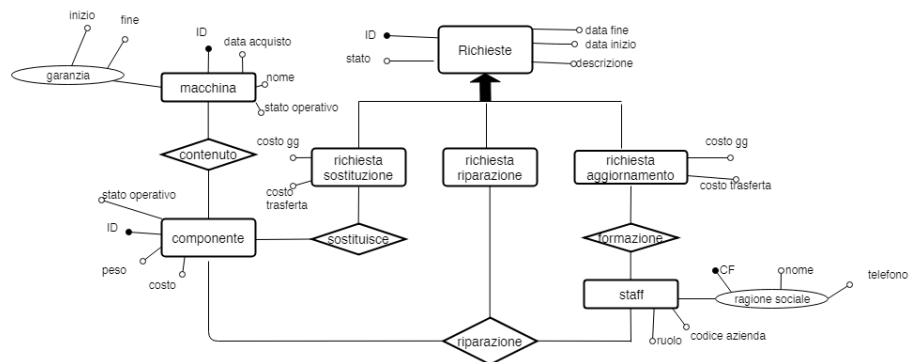 inizio
fine
garanzia
ID
data acquisto
macchina
nome
stato operativo
contenuto
stato operativo
ID
componente
peso
costo
ID
stato
Richieste
data fine
data inizio
descrizione
costo gg
costo
trasferta
richiesta
sostituzione
richiesta
riparazione
richiesta
aggiornamento
costo gg
costo trasferta
sostituisce
formazione
staff
CF
nome
telefono
ragione sociale
codice azienda
ruolo
riparazione